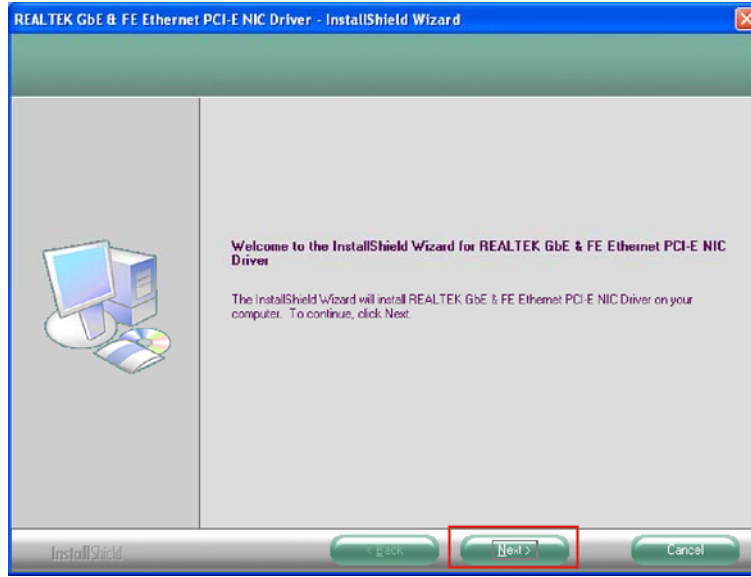 REALTEK GbE & FE Ethernet PCI-E NIC Driver - InstallShield Wizard
Welcome to the InstallShield Wizard for REALTEK GbE & FE Ethernet PCI-E NIC
Driver
The InstallShield Wizard will install REALTEK GbE & FE Ethernet PCI-E NIC Driver on your
computer. To continue, click Next.
InstallShield
< Back
Next >
Cancel